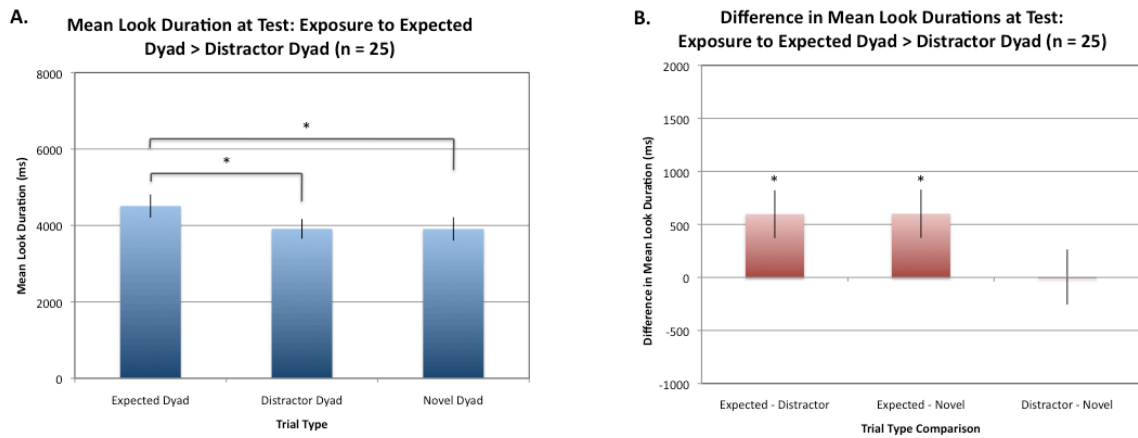 A.
Mean Look Duration at Test: Exposure to Expected
Dyad > Distractor Dyad (n = 25)
8000
6000
4000
2000
0
Mean Look Duration (ms)
*
*
Expected Dyad
Distractor Dyad
Novel Dyad
Trial Type
B.
Difference in Mean Look Durations at Test:
Exposure to Expected Dyad > Distractor Dyad (n = 25)
2000
1500
1000
500
0
-500
-1000
Difference in Mean Look Duration (ms)
*
*
Expected - Distractor
Expected - Novel
Distractor - Novel
Trial Type Comparison